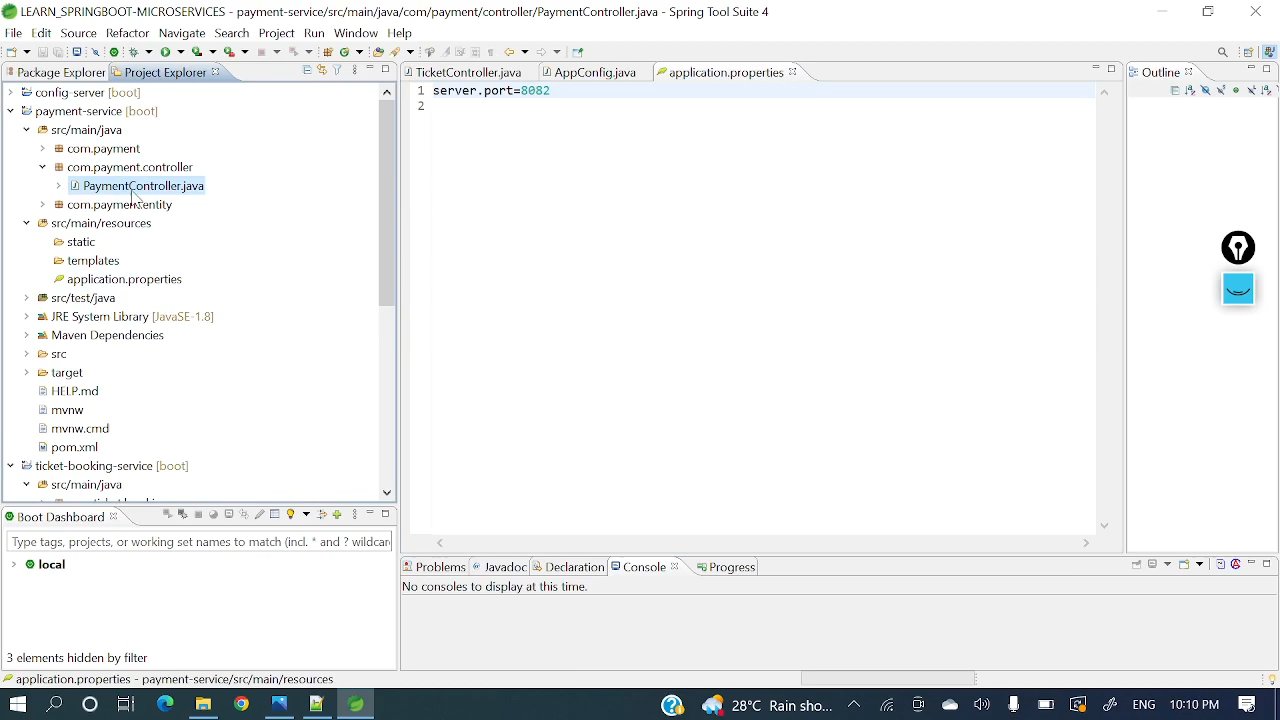 LEARN_SPRINGBOOT-MICROSERVICES - payment-service/src/main/java/com/payment/controller/PaymentController.java - Spring Tool Suite 4
File Edit Source Refactor Navigate Search Project Run Window Help
Package Explorer Project Explorer
TicketController.java AppConfig.java application.properties
Outline
config-server [boot]
payment-service [boot]
src/main/java
com.payment
com.payment.controller
PaymentController.java
com.payment.entity
src/main/resources
static
templates
application.properties
src/test/java
JRE System Library [JavaSE-1.8]
Maven Dependencies
src
target
HELP.md
mvnw
mvnw.cmd
pom.xml
ticket-booking-service [boot]
src/main/java
1 server.port=8082
2
Boot Dashboard
Type tags, projects, or working set names to match (incl. * and ? wildcard
local
3 elements hidden by filter
Problems Javadoc Declaration Console Progress
No consoles to display at this time.
application.properties - payment-service/src/main/resources
28°C Rain sho... ENG 10:10 PM